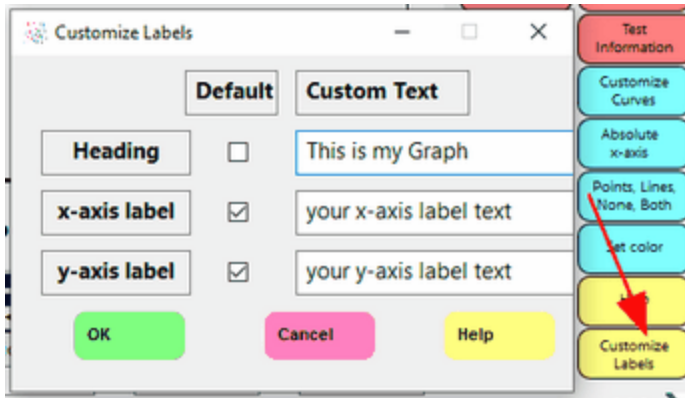 Customize Labels
Default Custom Text
Heading This is my Graph
x-axis label your x-axis label text
y-axis label your y-axis label text
OK Cancel Help
Test
Information
Customize
Curves
Absolute
x-axis
Points, Lines,
None, Both
Set color
Customize
Labels